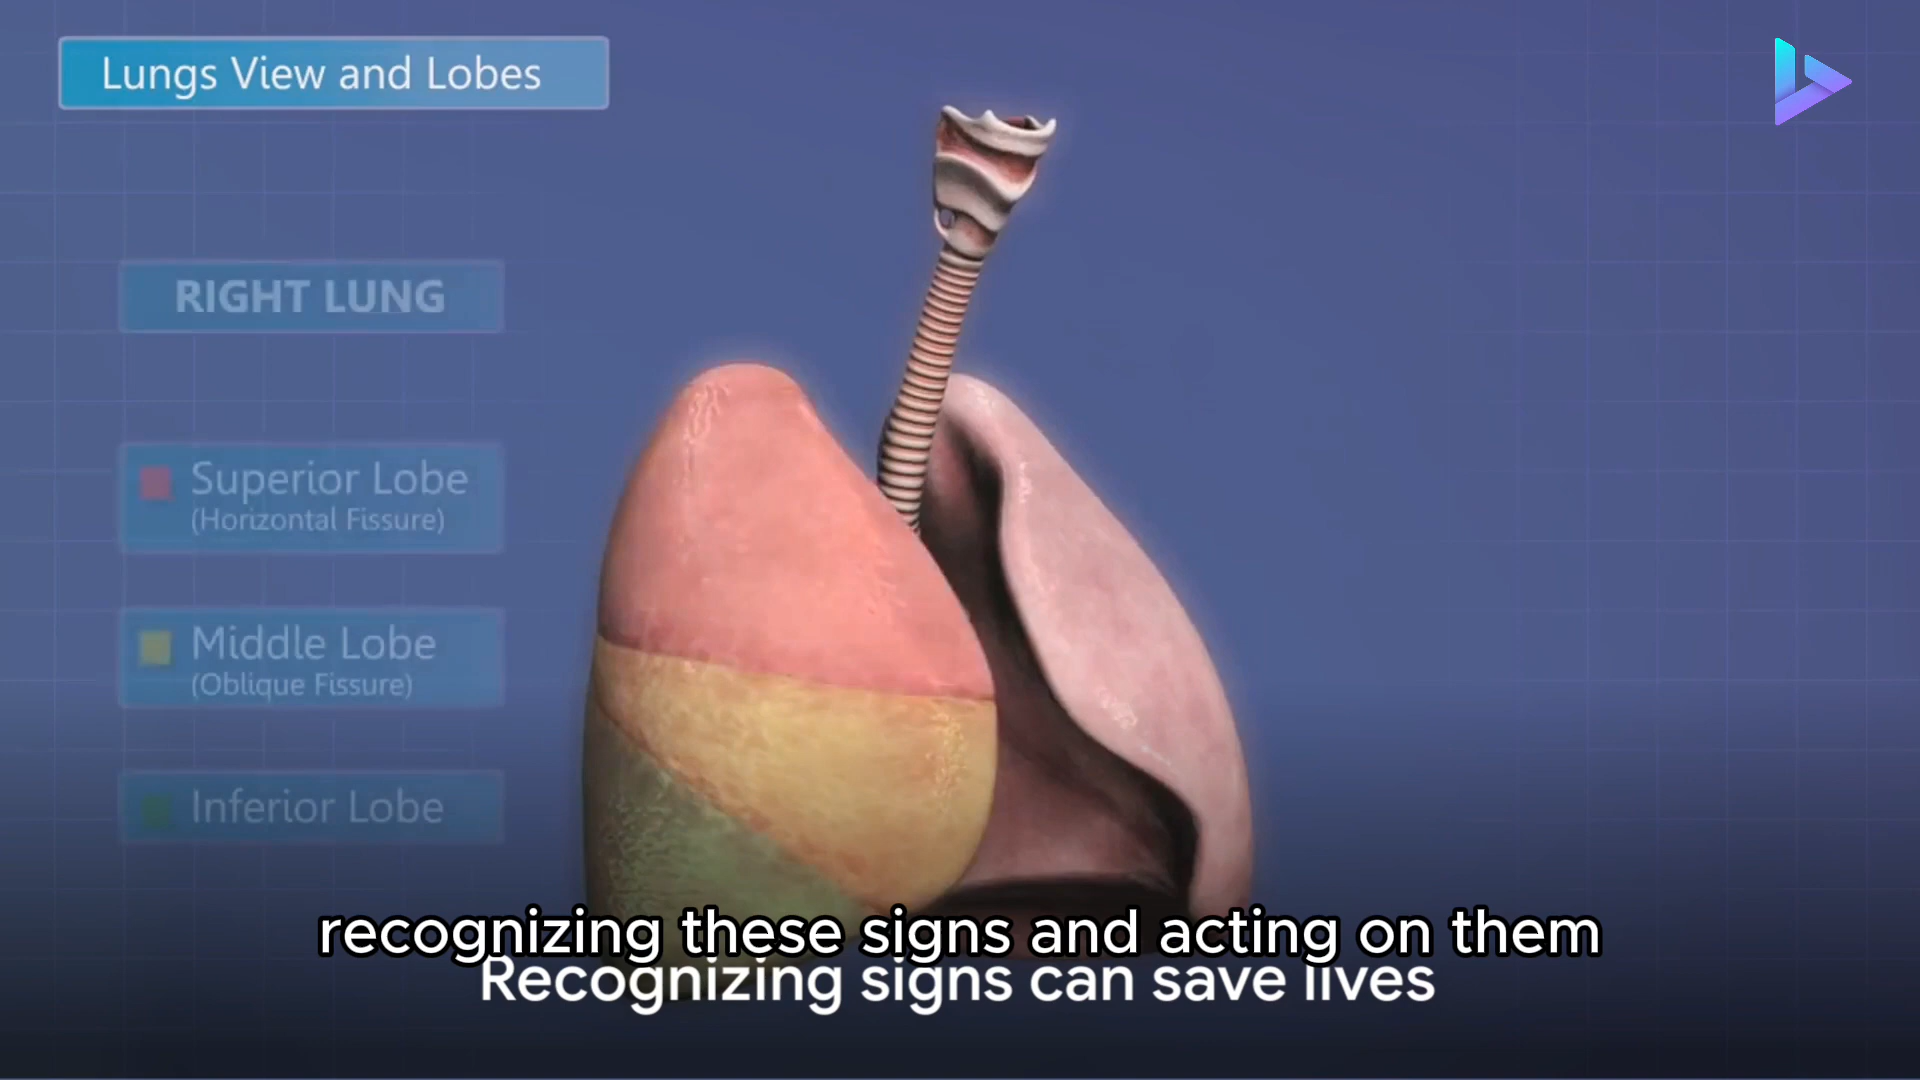 Lungs View and Lobes
RIGHT LUNG
Superior Lobe
(Horizontal Fissure)
Middle Lobe
(Oblique Fissure)
Inferior Lobe
recognizing these signs and acting on them
Recognizing signs can save lives